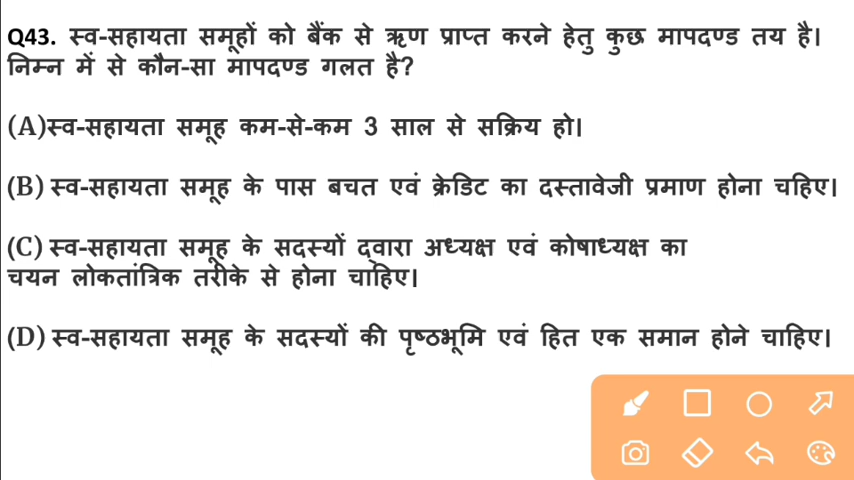 Q43. स्व-सहायता समूहों को बैंक से ऋण प्राप्त करने हेतु कुछ मापदण्ड तय है।
निम्न में से कौन-सा मापदण्ड गलत है?
(A)स्व-सहायता समूह कम-से-कम 3 साल से सक्रिय हो।
(B) स्व-सहायता समूह के पास बचत एवं क्रेडिट का दस्तावेजी प्रमाण होना चहिए।
(C) स्व-सहायता समूह के सदस्यों द्वारा अध्यक्ष एवं कोषाध्यक्ष का
चयन लोकतांत्रिक तरीके से होना चाहिए।
(D) स्व-सहायता समूह के सदस्यों की पृष्ठभूमि एवं हित एक समान होने चाहिए।